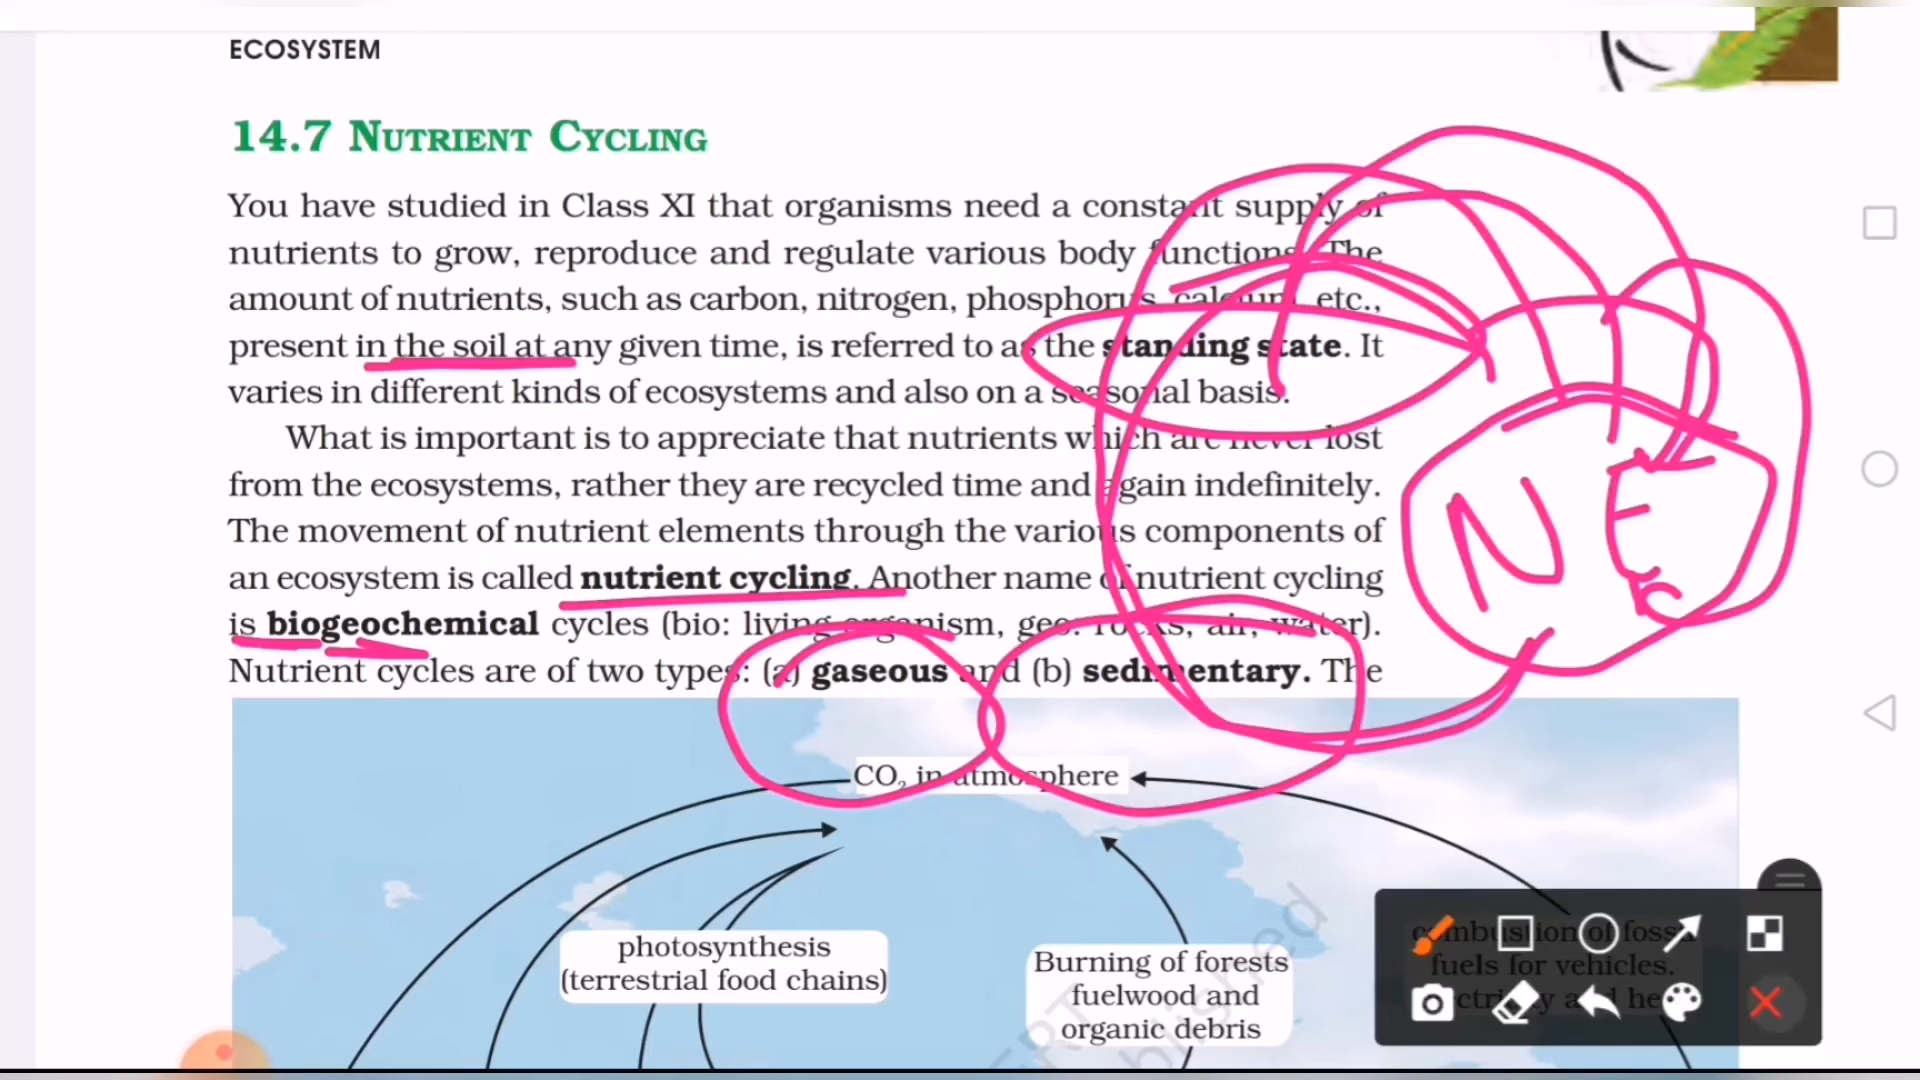 ECOSYSTEM
14.7 NUTRIENT CYCLING
You have studied in Class XI that organisms need a constant supply of
nutrients to grow, reproduce and regulate various body functions. The
amount of nutrients, such as carbon, nitrogen, phosphorus, calcium, etc.,
present in the soil at any given time, is referred to as the standing state. It
varies in different kinds of ecosystems and also on a seasonal basis.
What is important is to appreciate that nutrients which are never lost
from the ecosystems, rather they are recycled time and again indefinitely.
The movement of nutrient elements through the various components of
an ecosystem is called nutrient cycling. Another name of nutrient cycling
is biogeochemical cycles (bio: living organism, geo: rocks, air, water).
Nutrient cycles are of two types: (a) gaseous and (b) sedimentary. The
N E
CO₂ in atmosphere
photosynthesis
(terrestrial food chains)
Burning of forests
fuelwood and
organic debris
combustion of fossil
fuels for vehicles.